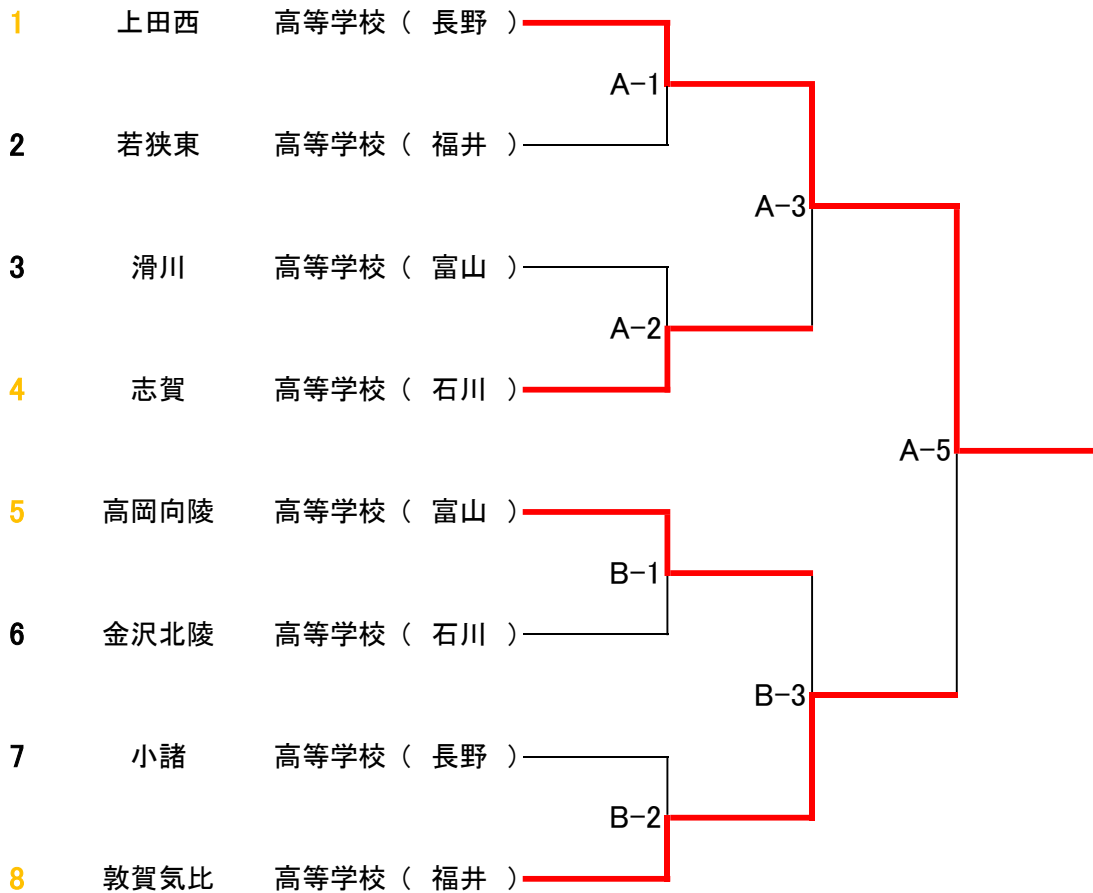 1 上田西 高等学校( 長野 )
A-1
2 若狭東 高等学校( 福井 )
A-3
3 滑川 高等学校( 富山 )
A-2
4 志賀 高等学校( 石川 )
A-5
5 高岡向陵 高等学校( 富山 )
B-1
6 金沢北陵 高等学校( 石川 )
B-3
7 小諸 高等学校( 長野 )
B-2
8 敦賀気比 高等学校( 福井 )